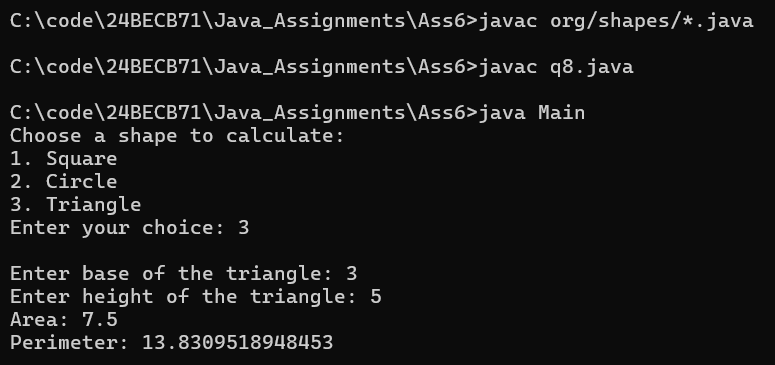 C:\code\24BECB71\Java_Assignments\Ass6>javac org/shapes/*.java
C:\code\24BECB71\Java_Assignments\Ass6>javac q8.java
C:\code\24BECB71\Java_Assignments\Ass6>java Main
Choose a shape to calculate:
1. Square
2. Circle
3. Triangle
Enter your choice: 3
Enter base of the triangle: 3
Enter height of the triangle: 5
Area: 7.5
Perimeter: 13.8309518948453